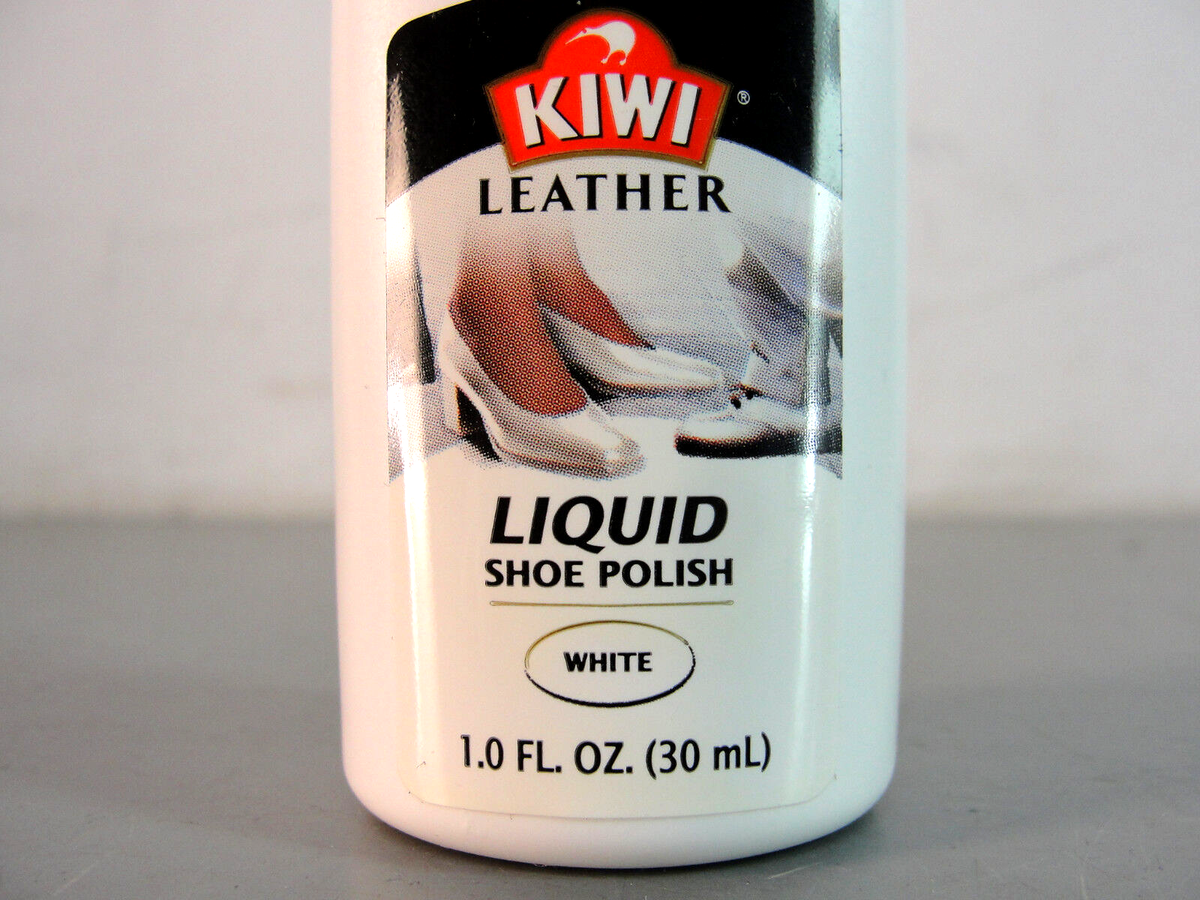 KIWI ®
LEATHER
LIQUID
SHOE POLISH
WHITE
1.0 FL. OZ. (30 mL)